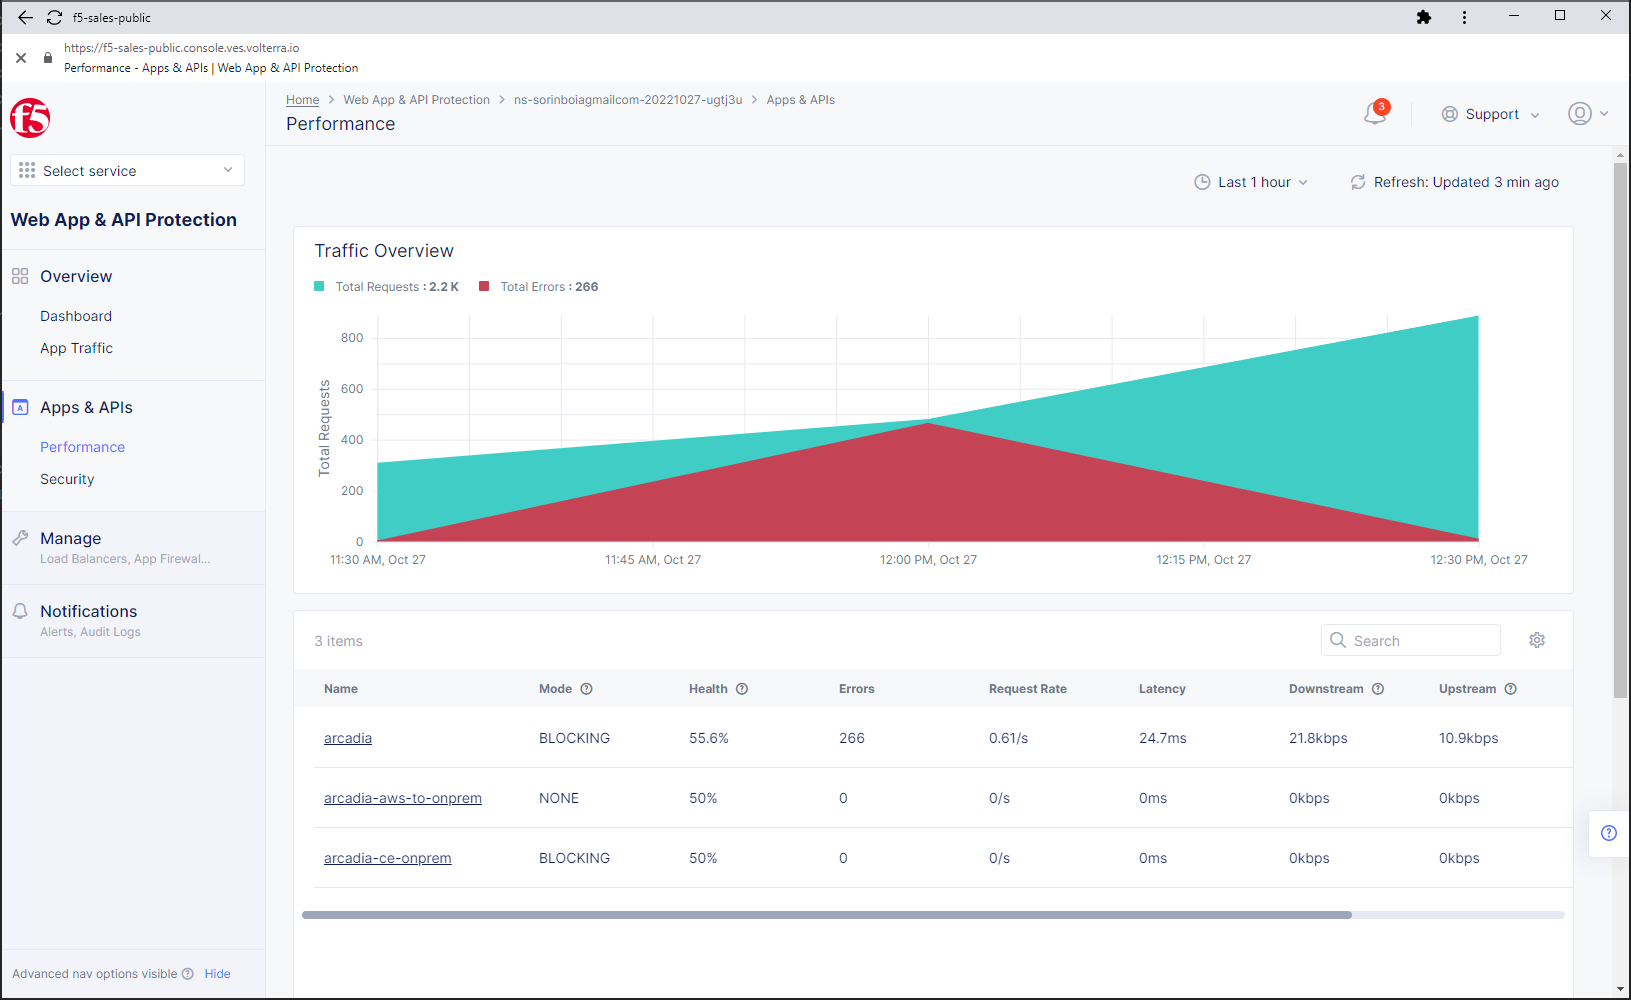 f5-sales-public
https://f5-sales-public.console.ves.volterra.io
Performance - Apps & APIs | Web App & API Protection
f5
Select service
Web App & API Protection
Overview
Dashboard
App Traffic
Apps & APIs
Performance
Security
Manage
Load Balancers, App Firewal...
Notifications
Alerts, Audit Logs
Advanced nav options visible Hide
Home > Web App & API Protection > ns-sorinboiagmailcom-20221027-ugtj3u > Apps & APIs
Performance
3
Support
Last 1 hour
Refresh: Updated 3 min ago
Traffic Overview
Total Requests : 2.2 K Total Errors : 266
Total Requests
800
600
400
200
0
11:30 AM, Oct 27 11:45 AM, Oct 27 12:00 PM, Oct 27 12:15 PM, Oct 27 12:30 PM, Oct 27
3 items
Search
Name Mode Health Errors Request Rate Latency Downstream Upstream
arcadia BLOCKING 55.6% 266 0.61/s 24.7ms 21.8kbps 10.9kbps
arcadia-aws-to-onprem NONE 50% 0 0/s 0ms 0kbps 0kbps
arcadia-ce-onprem BLOCKING 50% 0 0/s 0ms 0kbps 0kbps